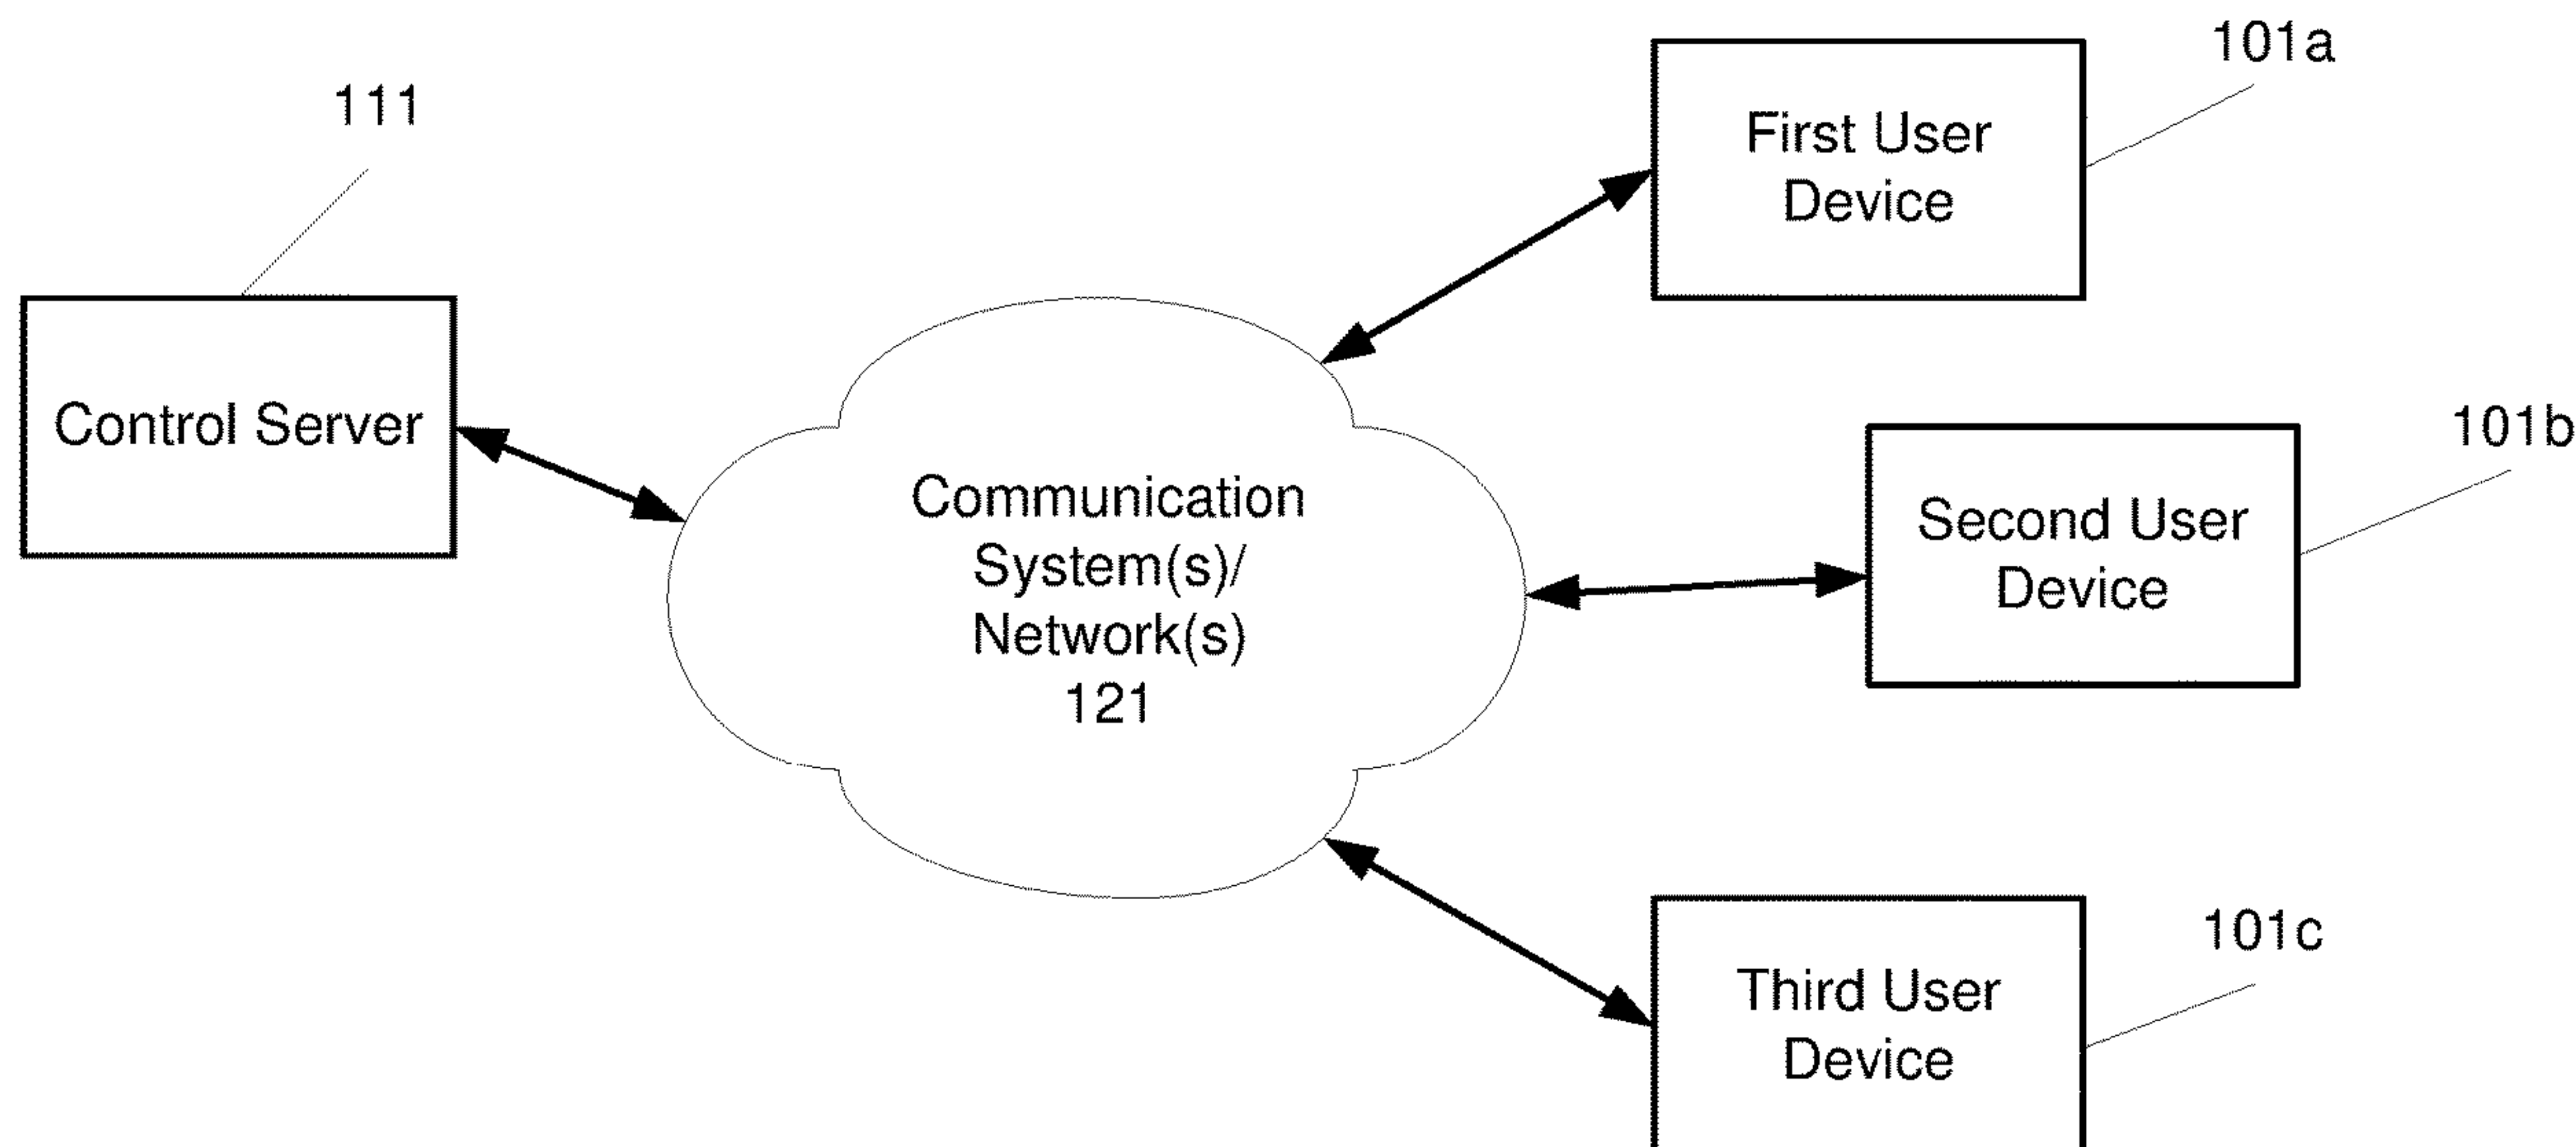 111
Control Server
Communication
System(s)/
Network(s)
121
First User
Device
101a
Second User
Device
101b
Third User
Device
101c